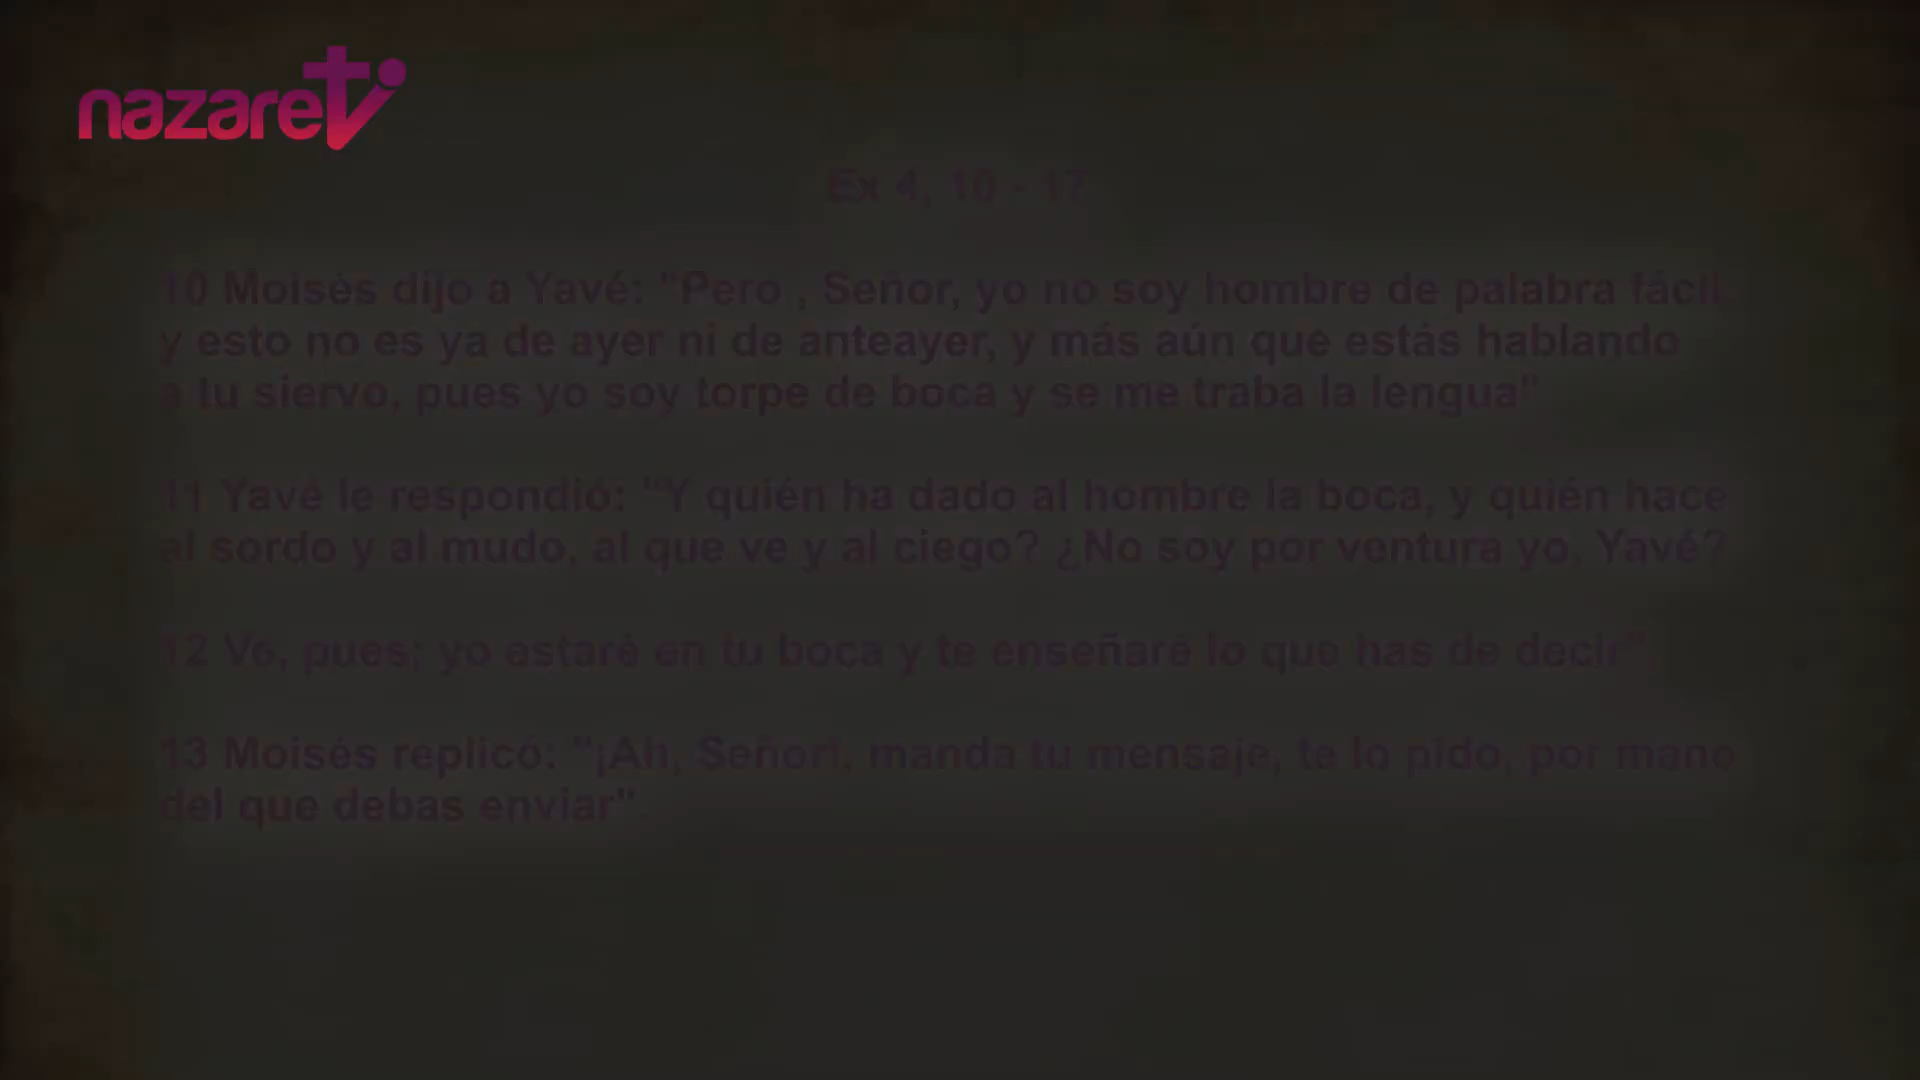 nazaretv
Ex 4, 10 - 17
10 Moisés dijo a Yavé: "Pero , Señor, yo no soy hombre de palabra fácil,
y esto no es ya de ayer ni de anteayer, y más aún que estás hablando
a tu siervo, pues yo soy torpe de boca y se me traba la lengua"
11 Yavé le respondió: "Y quién ha dado al hombre la boca, y quién hace
al sordo y al mudo, al que ve y al ciego? ¿No soy por ventura yo, Yavé?
12 Ve, pues; yo estaré en tu boca y te enseñaré lo que has de decir".
13 Moisés replicó: "¡Ah, Señor!, manda tu mensaje, te lo pido, por mano
del que debas enviar".